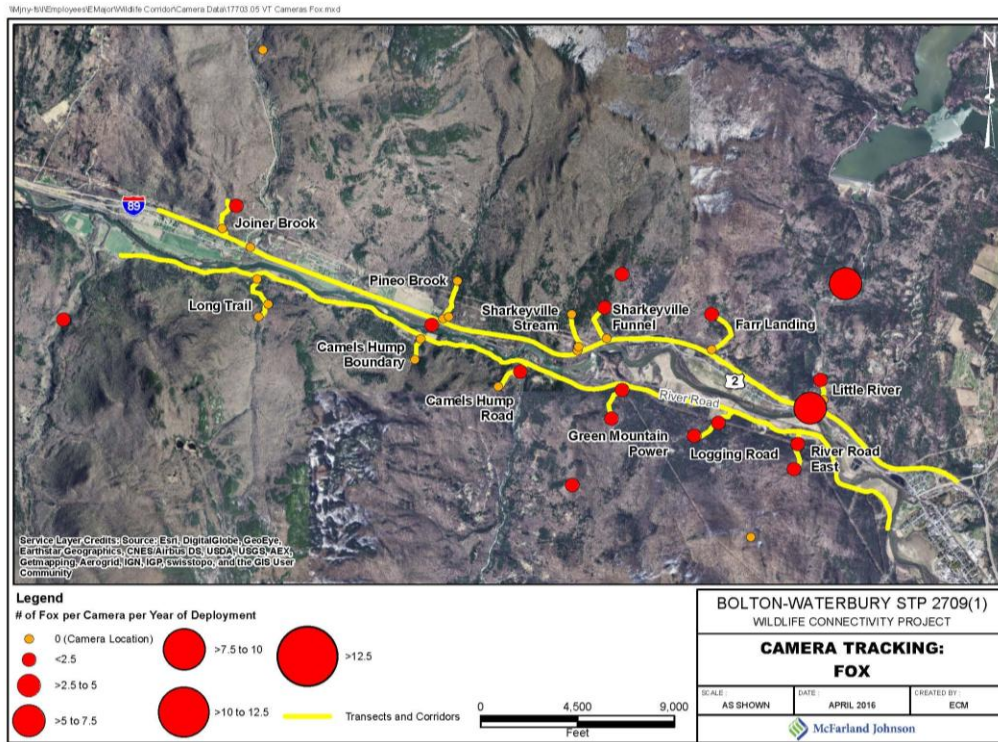 \\Mjny-fs\I\Employees\EMajor\Wildlife Corridor\Camera Data\17703.05 VT Cameras Fox.mxd
N
89
Joiner Brook
Pineo Brook
Long Trail
Sharkeyville
Stream
Sharkeyville
Funnel
Farr Landing
Camels Hump
Boundary
2
Camels Hump
Road
River Road
Little River
Green Mountain
Power
Logging Road
River Road
East
Service Layer Credits: Source: Esri, DigitalGlobe, GeoEye,
Earthstar Geographics, CNES/Airbus DS, USDA, USGS, AEX,
Getmapping, Aerogrid, IGN, IGP, swisstopo, and the GIS User
Community
Legend
# of Fox per Camera per Year of Deployment
0 (Camera Location)
<2.5
>2.5 to 5
>5 to 7.5
>7.5 to 10
>10 to 12.5
>12.5
Transects and Corridors
0 4,500 9,000
Feet
BOLTON-WATERBURY STP 2709(1)
WILDLIFE CONNECTIVITY PROJECT
CAMERA TRACKING:
FOX
SCALE : DATE : CREATED BY :
AS SHOWN APRIL 2016 ECM
McFarland Johnson